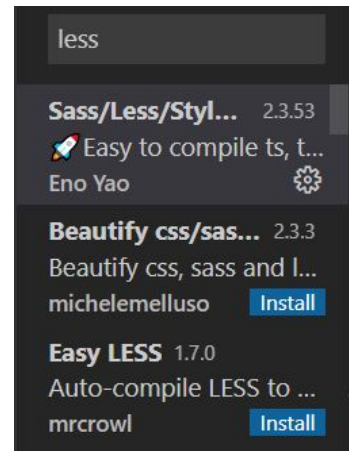 less
Sass/Less/Styl... 2.3.53
🚀Easy to compile ts, t...
Eno Yao
Beautify css/sas... 2.3.3
Beautify css, sass and l...
michelemelluso Install
Easy LESS 1.7.0
Auto-compile LESS to ...
mrcrowl Install